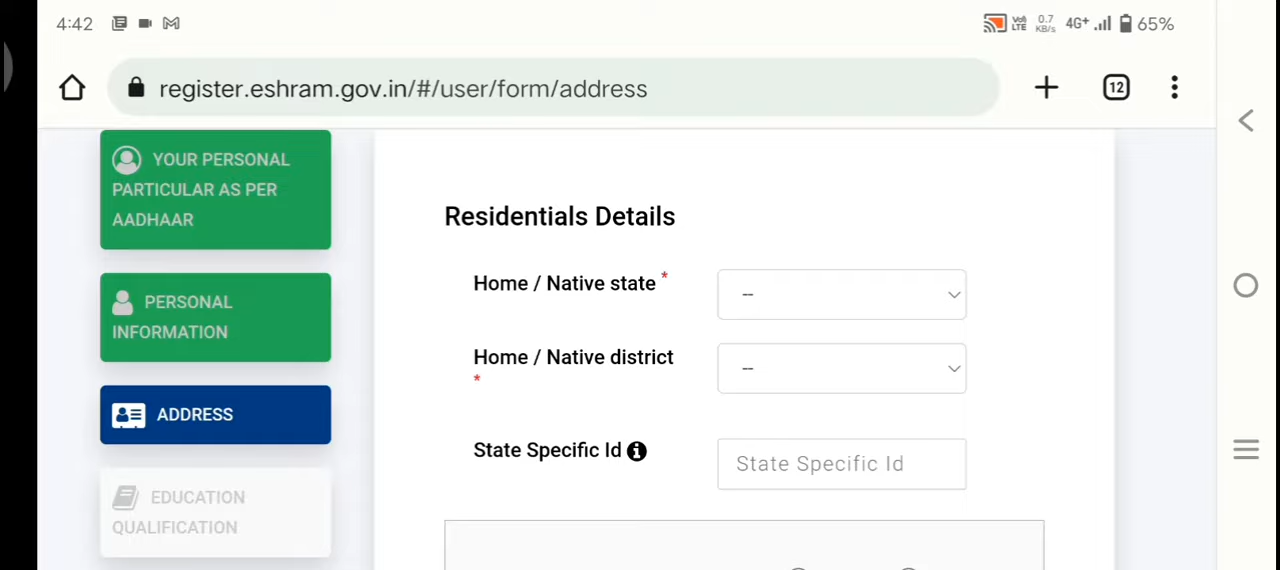 4:42
Vo) LTE 0.7 KB/s 4G+ 65%
register.eshram.gov.in/#/user/form/address
12
YOUR PERSONAL
PARTICULAR AS PER
AADHAAR
Residentials Details
Home / Native state *
--
PERSONAL
INFORMATION
Home / Native district
*
--
ADDRESS
State Specific Id
State Specific Id
EDUCATION
QUALIFICATION